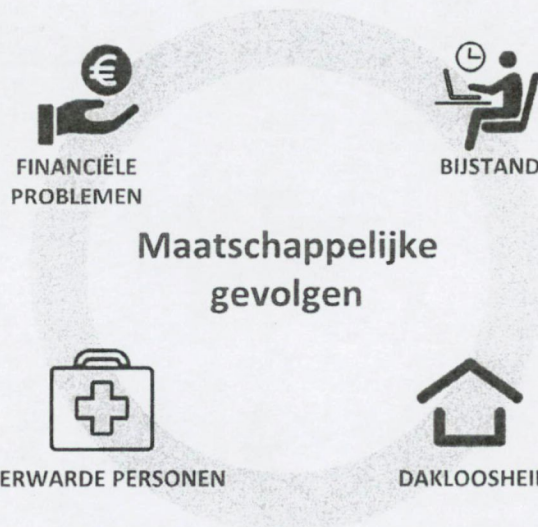 €
FINANCIËLE
PROBLEMEN
BIJSTAND
Maatschappelijke
gevolgen
ERWARDE PERSONEN
DAKLOOSHEI